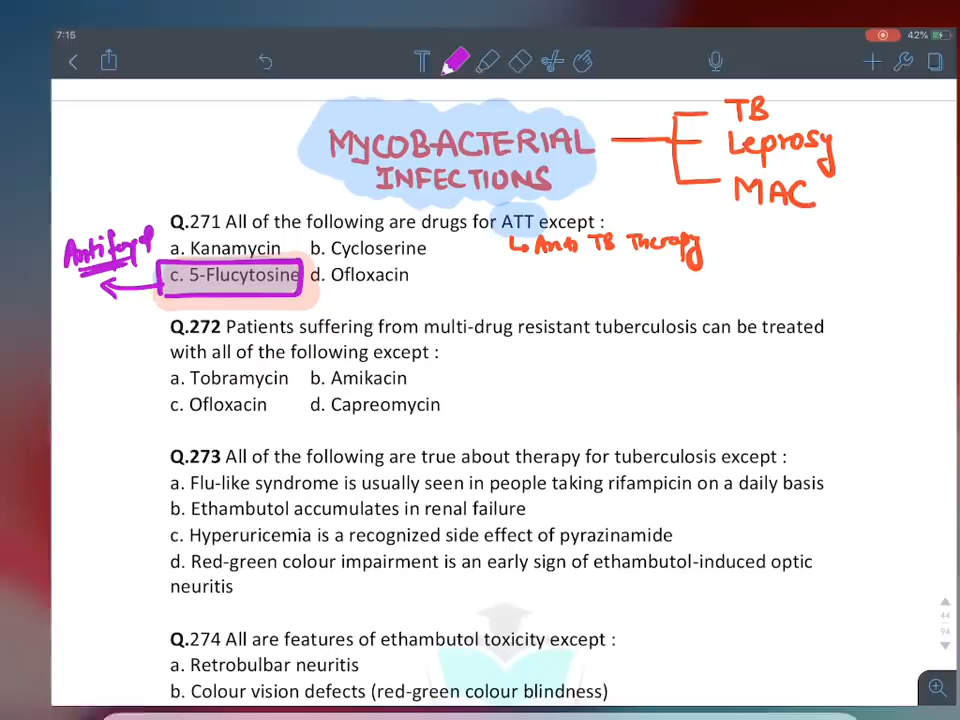 7:15
42%
MYCOBACTERIAL
INFECTIONS
TB
Leprosy
MAC
Q.271 All of the following are drugs for ATT except :
Anti TB Therapy
a. Kanamycin b. Cycloserine
Antifungal
c. 5-Flucytosine d. Ofloxacin
Q.272 Patients suffering from multi-drug resistant tuberculosis can be treated
with all of the following except :
a. Tobramycin b. Amikacin
c. Ofloxacin d. Capreomycin
Q.273 All of the following are true about therapy for tuberculosis except :
a. Flu-like syndrome is usually seen in people taking rifampicin on a daily basis
b. Ethambutol accumulates in renal failure
c. Hyperuricemia is a recognized side effect of pyrazinamide
d. Red-green colour impairment is an early sign of ethambutol-induced optic
neuritis
Q.274 All are features of ethambutol toxicity except :
a. Retrobulbar neuritis
b. Colour vision defects (red-green colour blindness)
44
94